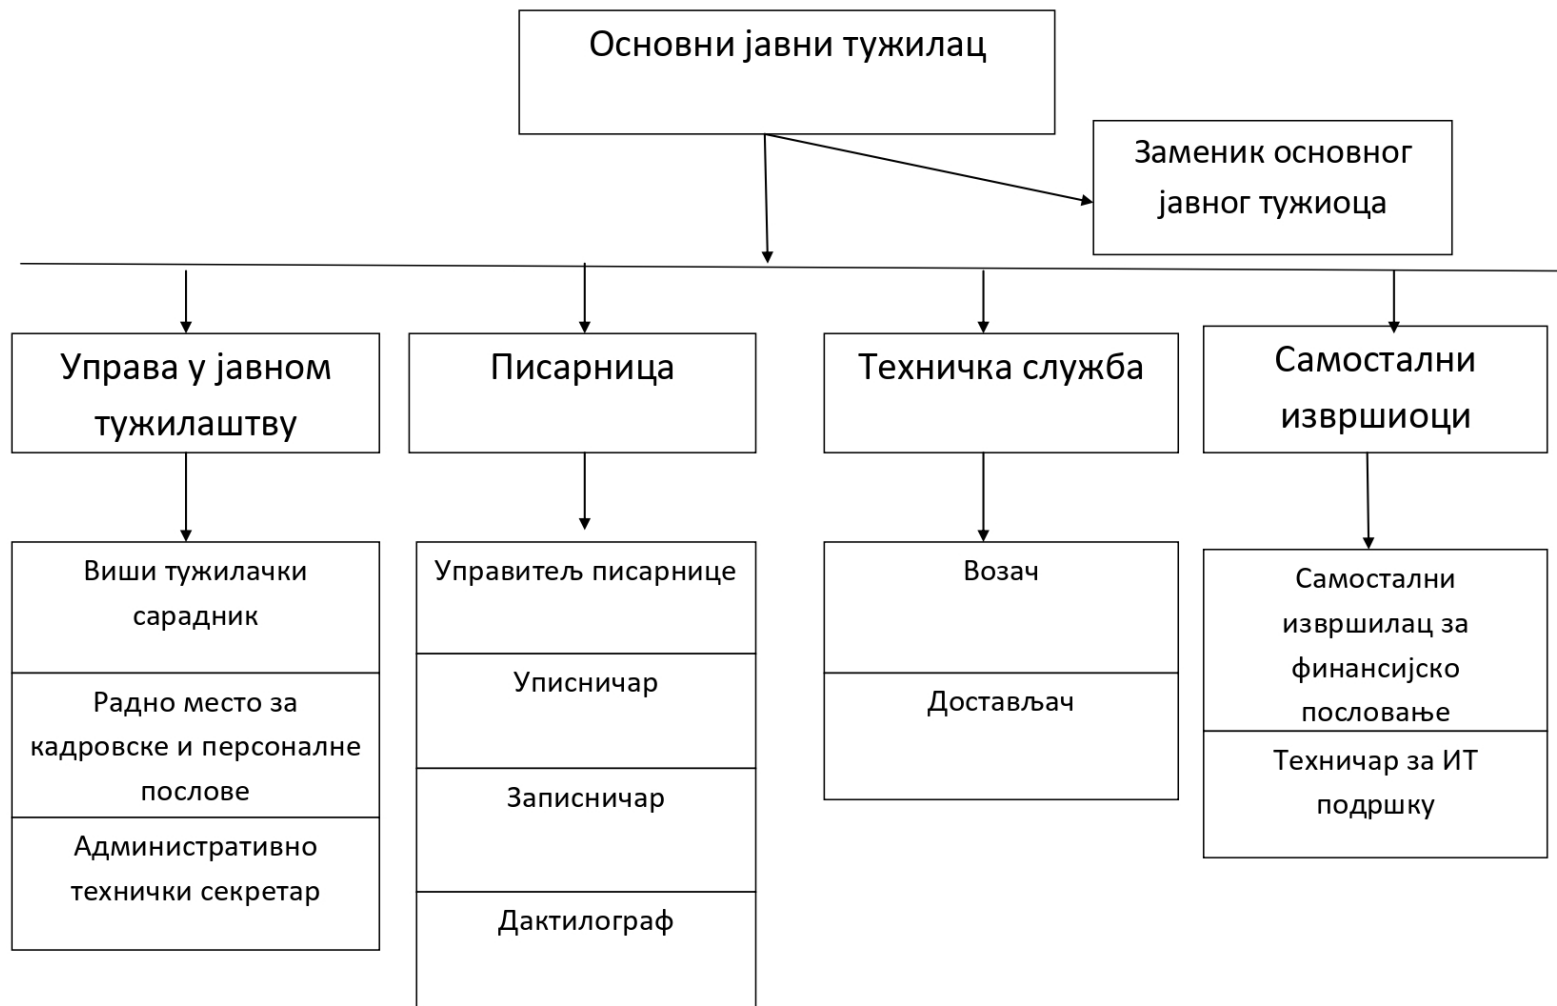 Основни јавни тужилац
Заменик основног
јавног тужиоца
Управа у јавном
тужилаштву
Писарница
Техничка служба
Самостални
извршиоци
Виши тужилачки
сарадник
Радно место за
кадровске и персоналне
послове
Административно
технички секретар
Управитељ писарнице
Уписничар
Записничар
Дактилограф
Возач
Достављач
Самостални
извршилац за
финансијско
пословање
Техничар за ИТ
подршку